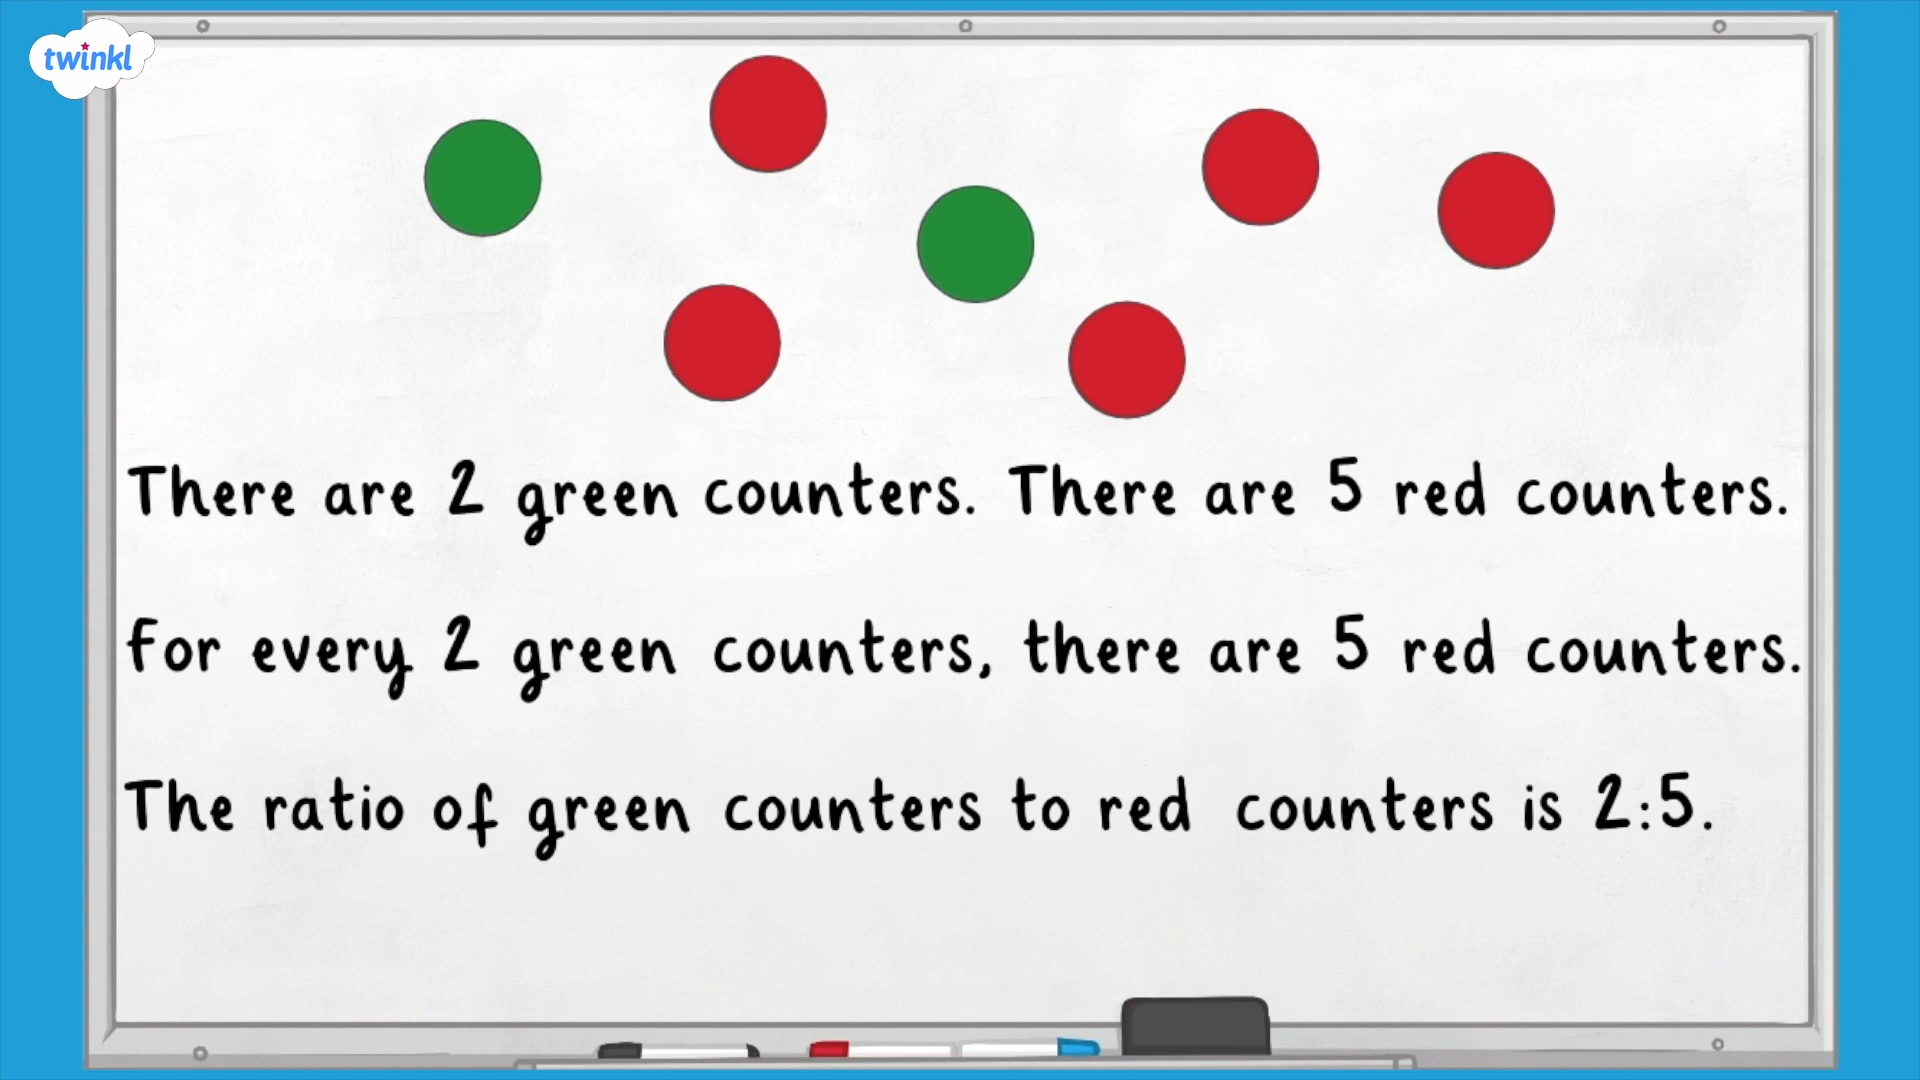 twinkl
There are 2 green counters. There are 5 red counters.
For every 2 green counters, there are 5 red counters.
The ratio of green counters to red counters is 2:5.